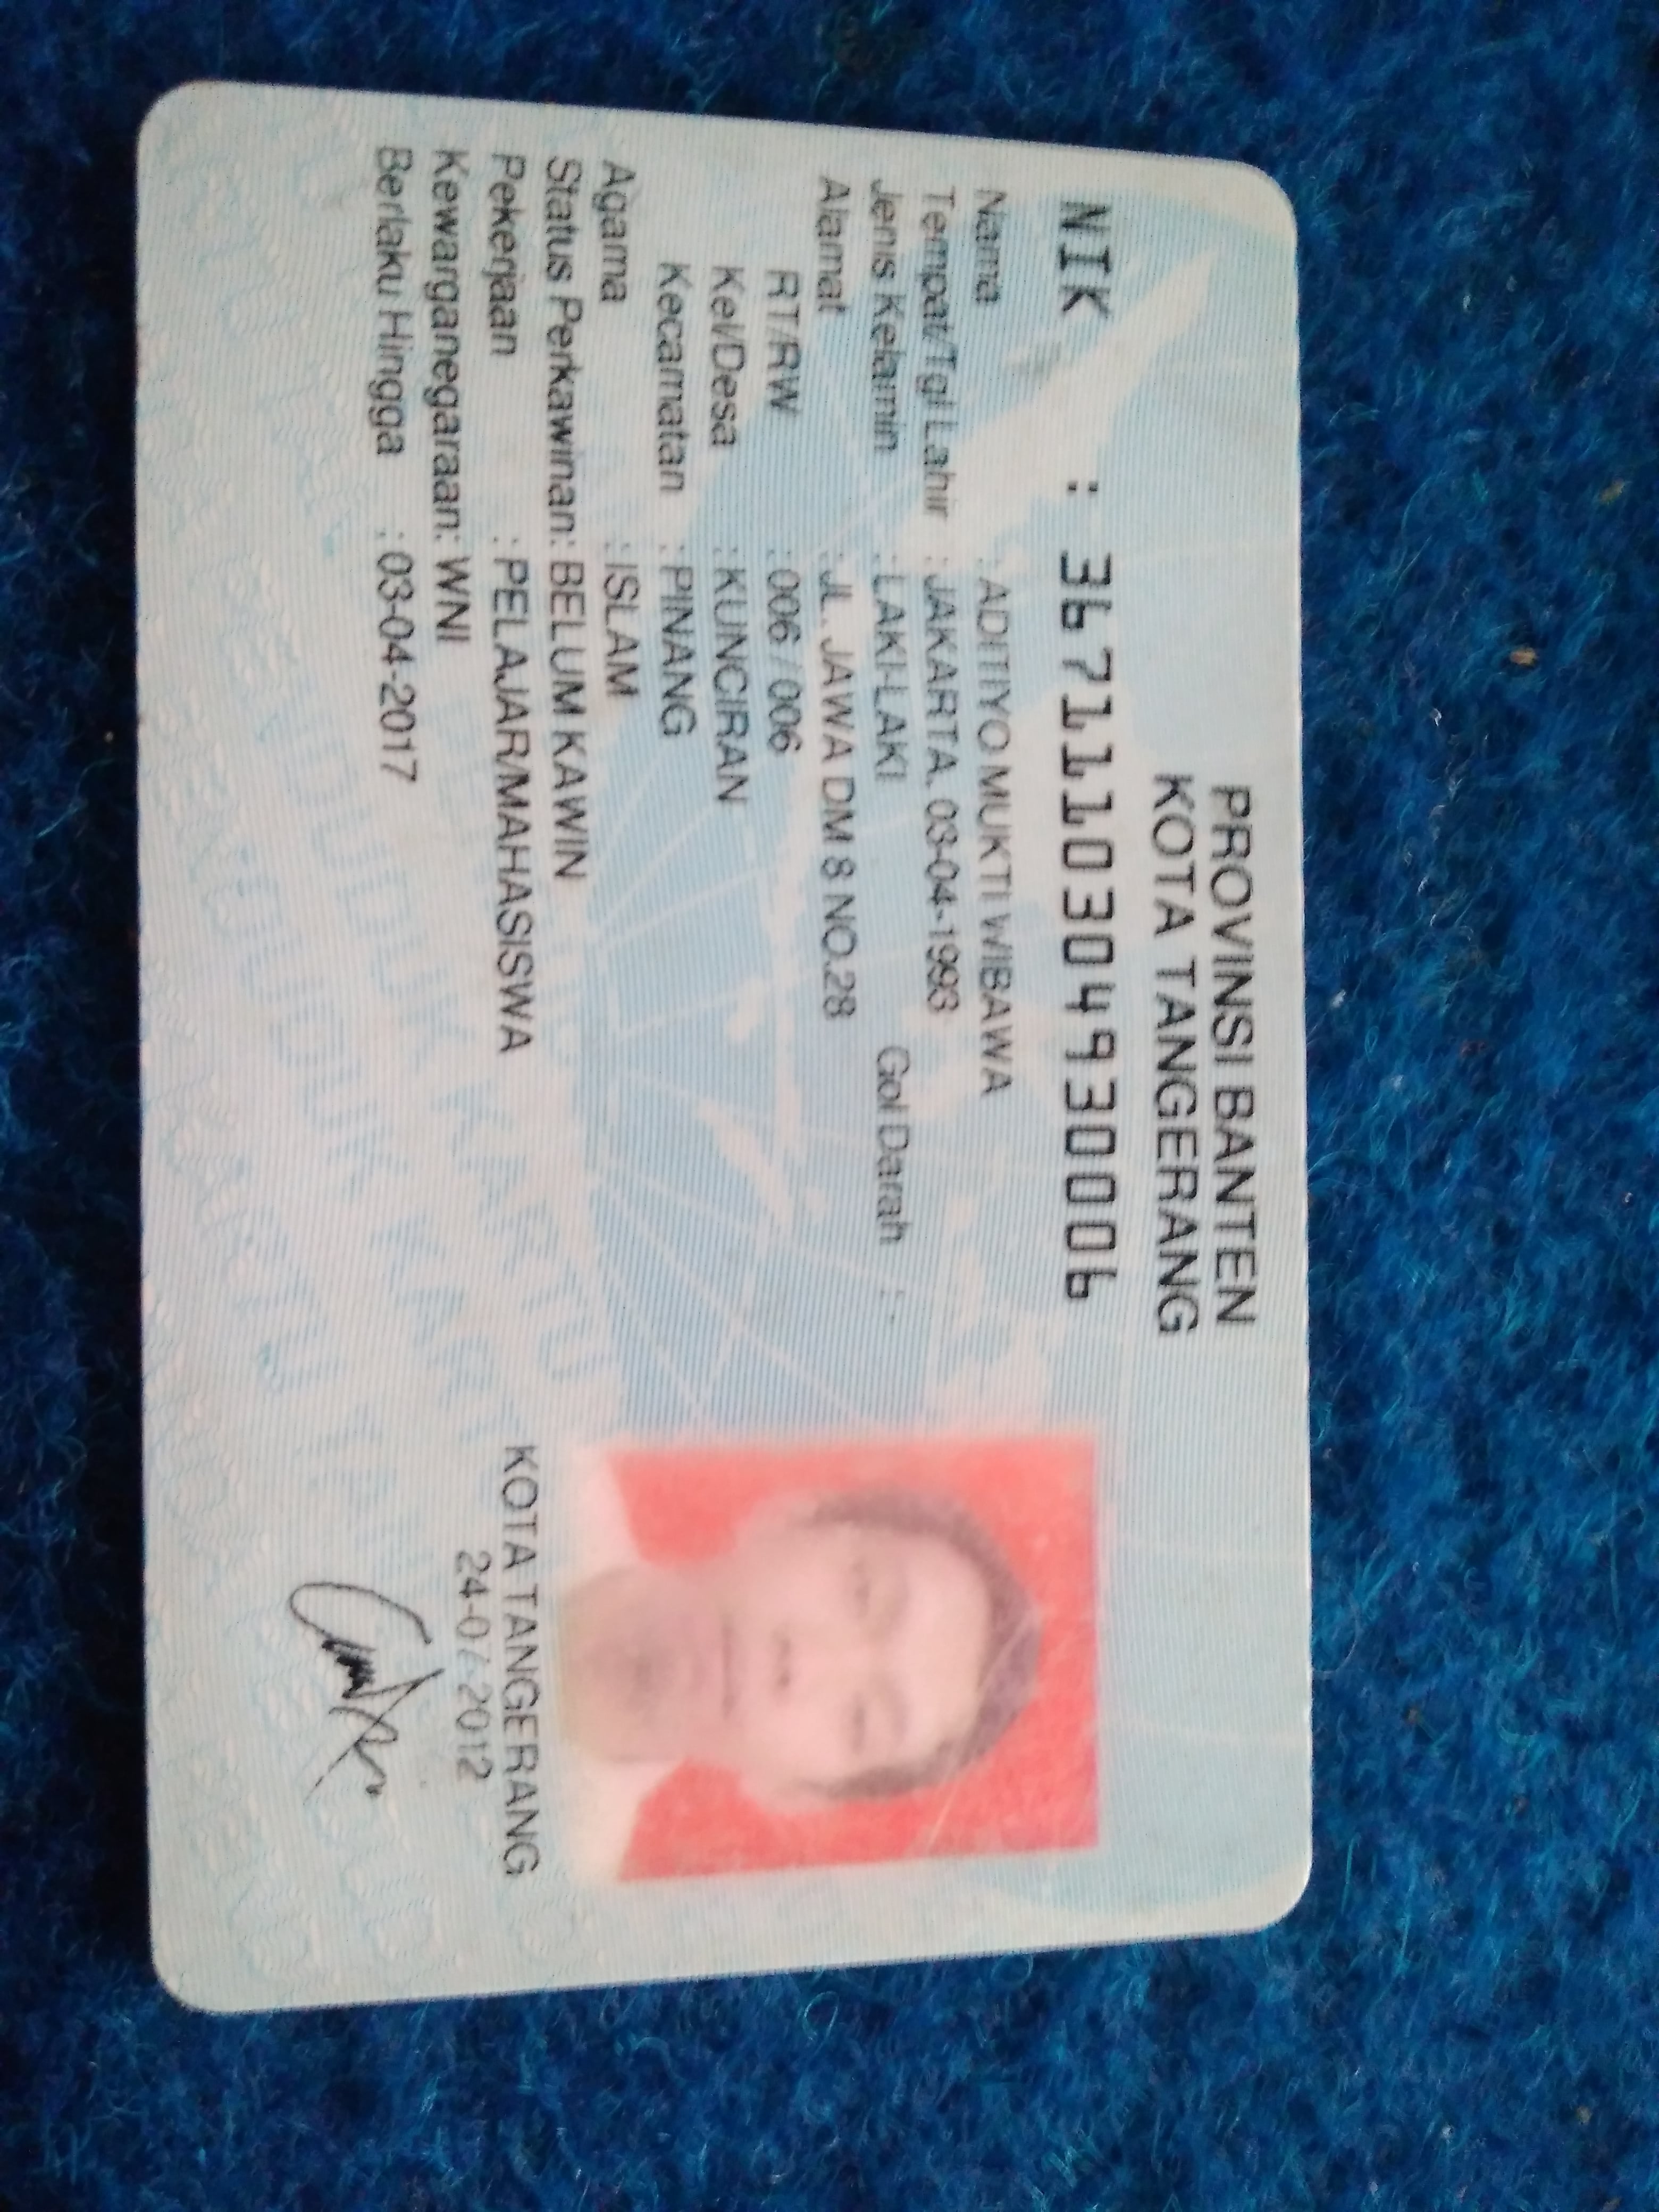 PROVINSI BANTEN
KOTA TANGERANG
NIK : 3671110304930006
Nama : ADITIYO MUKTI WIBAWA
Tempat/Tgl Lahir : JAKARTA, 03-04-1993
Jenis Kelamin : LAKI-LAKI Gol Darah : -
Alamat : JL. JAWA DM 8 NO.28
RT/RW : 006 / 006
Kel/Desa : KUNCIRAN
Kecamatan : PINANG
Agama : ISLAM
Status Perkawinan: BELUM KAWIN
Pekerjaan : PELAJAR/MAHASISWA
Kewarganegaraan: WNI
Berlaku Hingga : 03-04-2017
KOTA TANGERANG
24-07-2012